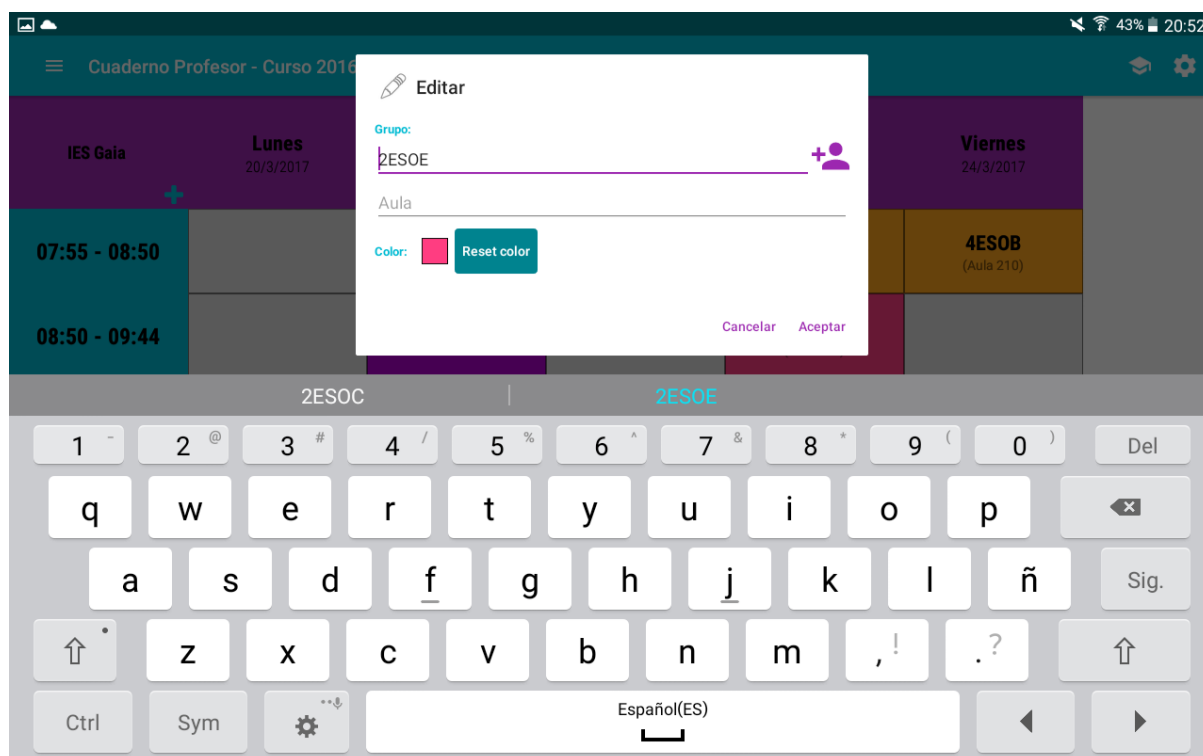 43% 20:52
Cuaderno Profesor - Curso 2016
Editar
Grupo:
2ESOE
Aula
Color: Reset color
Cancelar Aceptar
IES Gaia
Lunes
20/3/2017
Viernes
24/3/2017
07:55 - 08:50
4ESOB
(Aula 210)
08:50 - 09:44
2ESOC 2ESOE
1 - 2 @ 3 # 4 / 5 % 6 ^ 7 & 8 * 9 ( 0 ) Del
q w e r t y u i o p
a s d f g h j k l ñ Sig.
z x c v b n m , ! . ?
Ctrl Sym Español(ES)